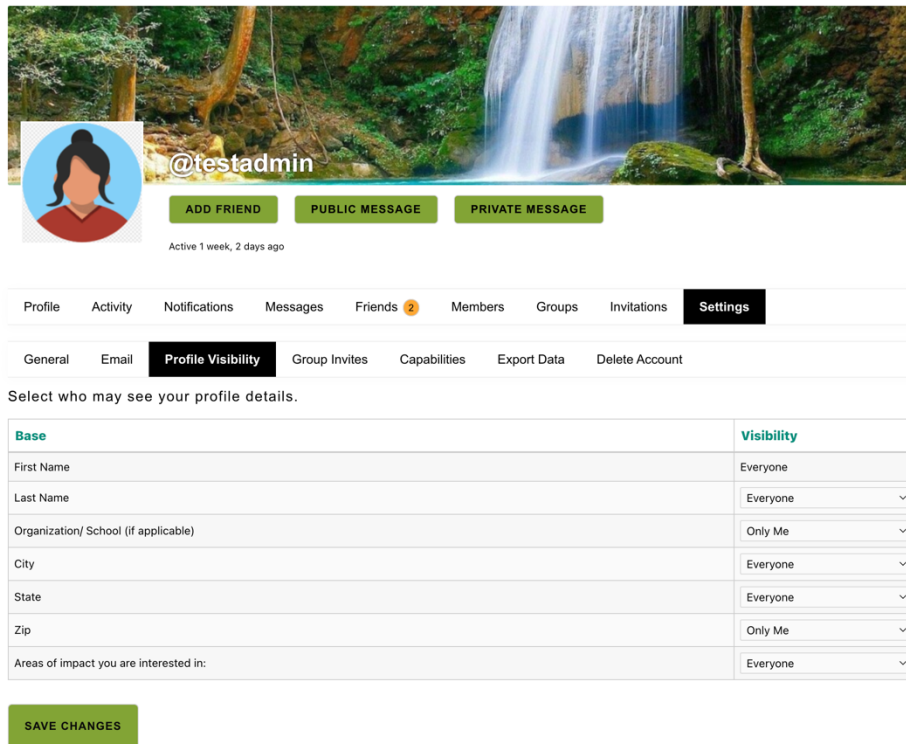 @testadmin
ADD FRIEND PUBLIC MESSAGE PRIVATE MESSAGE
Active 1 week, 2 days ago
Profile Activity Notifications Messages Friends 2 Members Groups Invitations Settings
General Email Profile Visibility Group Invites Capabilities Export Data Delete Account
Select who may see your profile details.
Base Visibility
First Name Everyone
Last Name Everyone
Organization/ School (if applicable) Only Me
City Everyone
State Everyone
Zip Only Me
Areas of impact you are interested in: Everyone
SAVE CHANGES